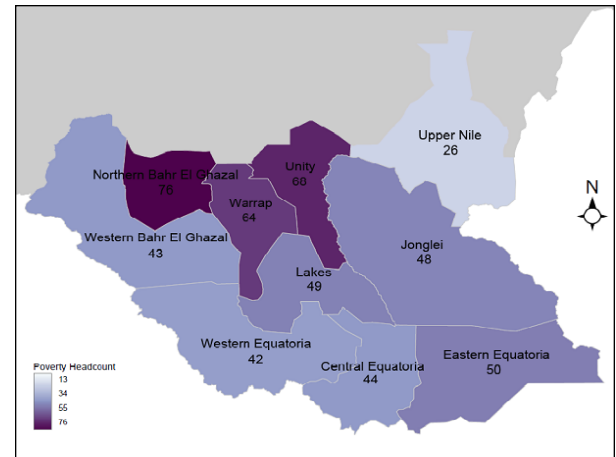 Upper Nile
26
Unity
68
Northern Bahr El Ghazal
76
Warrap
64
N
Western Bahr El Ghazal
43
Jonglei
48
Lakes
49
Western Equatoria
42
Central Equatoria
44
Eastern Equatoria
50
Poverty Headcount
13
34
55
76